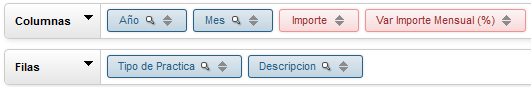 Columnas Año Mes Importe Var Importe Mensual (%)
Filas Tipo de Practica Descripcion